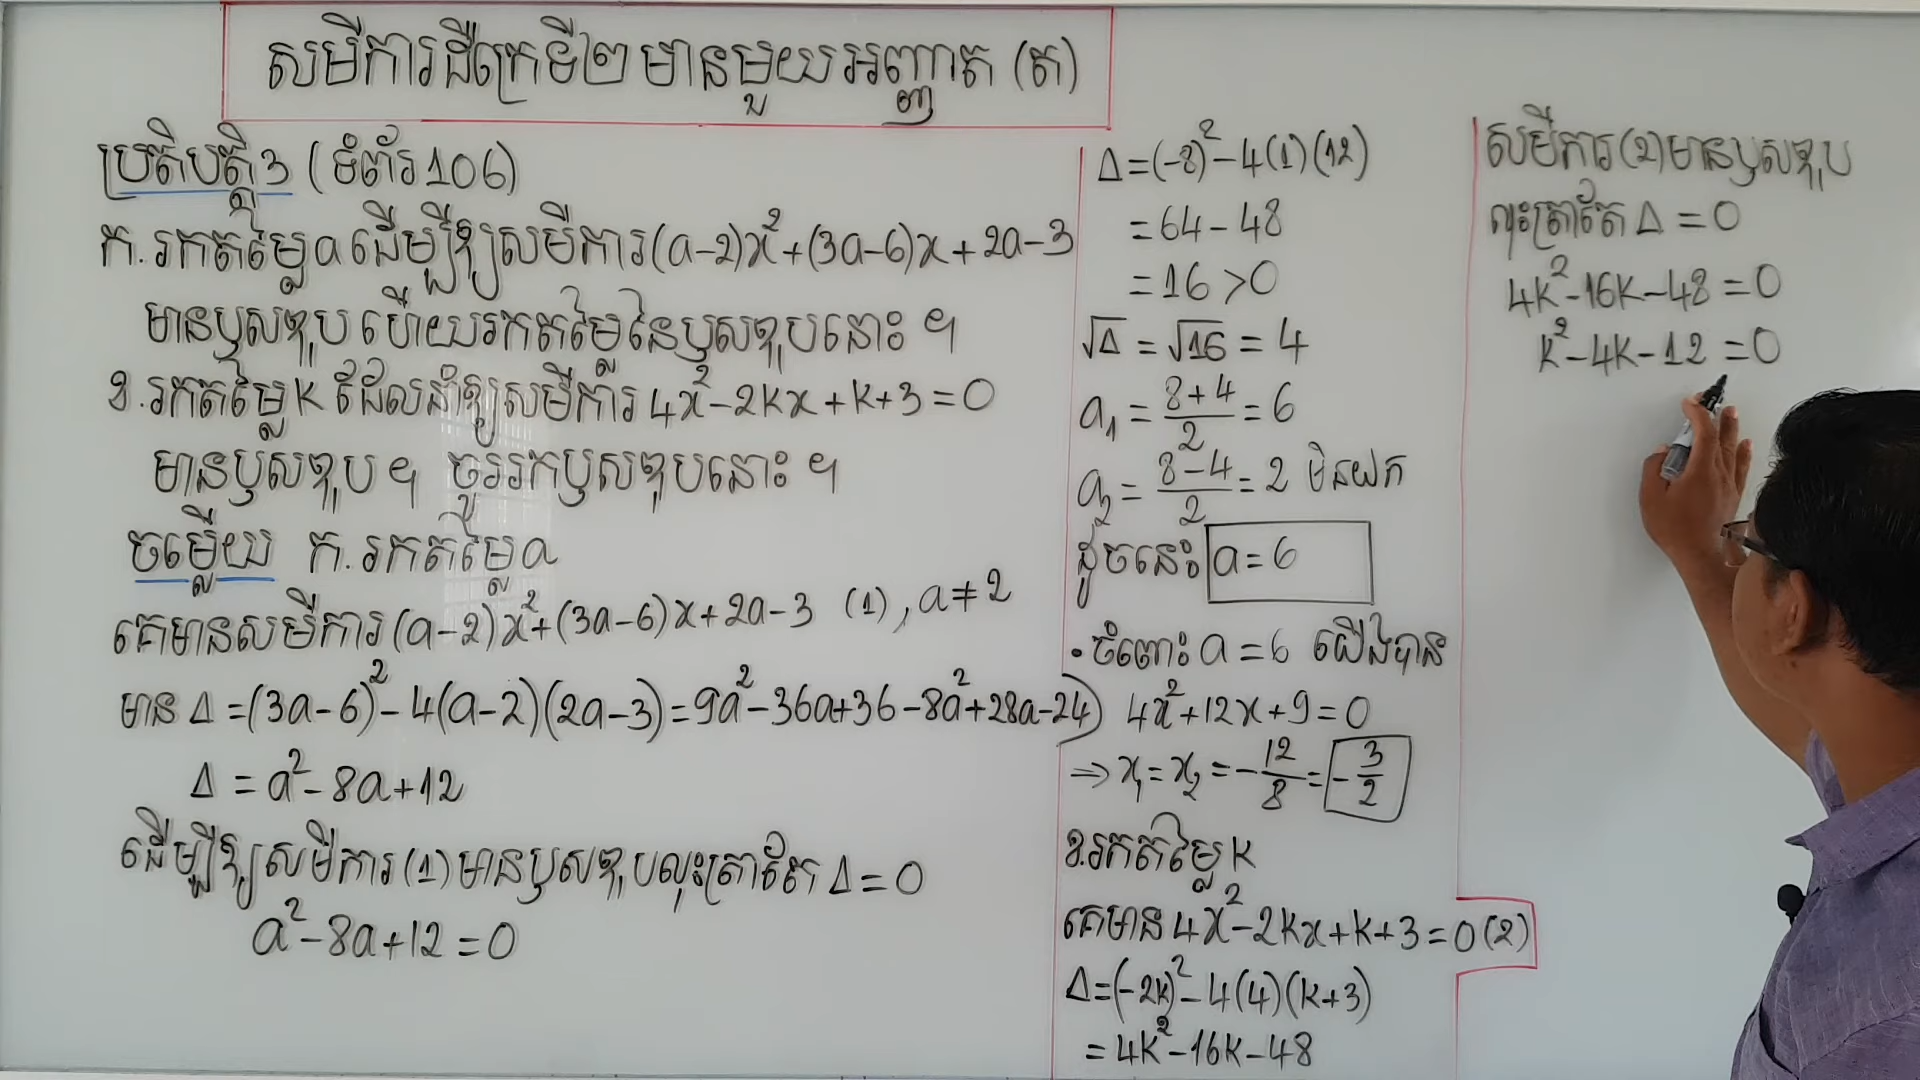 សមីការដឺក្រេទី២ មានមួយអញ្ញាត (ត)
ប្រតិបត្តិ3 (ទំព័រ 106)
ក. រកតម្លៃ a ដើម្បីឱ្យសមីការ (a-2)x²+(3a-6)x+2a-3
មានឫសឌុប ហើយរកតម្លៃនៃឫសឌុបនោះ ។
ខ. រកតម្លៃ k ដែលនាំឱ្យសមីការ 4x²-2kx+k+3=0
មានឫសឌុប ។ ចូររកឫសឌុបនោះ ។
ចម្លើយ ក. រកតម្លៃ a
គេមានសមីការ (a-2)x²+(3a-6)x+2a-3 (1), a≠2
មាន Δ=(3a-6)²-4(a-2)(2a-3)=9a²-36a+36-8a²+28a-24
Δ = a²-8a+12
ដើម្បីឱ្យសមីការ (1) មានឫសឌុបលុះត្រាតែ Δ=0
a²-8a+12=0
Δ=(-8)²-4(1)(12)
=64-48
=16>0
√Δ = √16 = 4
a₁ = (8+4)/2 = 6
a₂ = (8-4)/2 = 2 មិនយក
ដូចនេះ a=6
• ចំពោះ a=6 យើងបាន
4x²+12x+9=0
⇒ x₁=x₂ = -12/8 = -3/2
ខ. រកតម្លៃ k
គេមាន 4x²-2kx+k+3=0 (2)
Δ=(-2k)²-4(4)(k+3)
=4k²-16k-48
សមីការ (2) មានឫសឌុប
លុះត្រាតែ Δ=0
4k²-16k-48=0
k²-4k-12=0